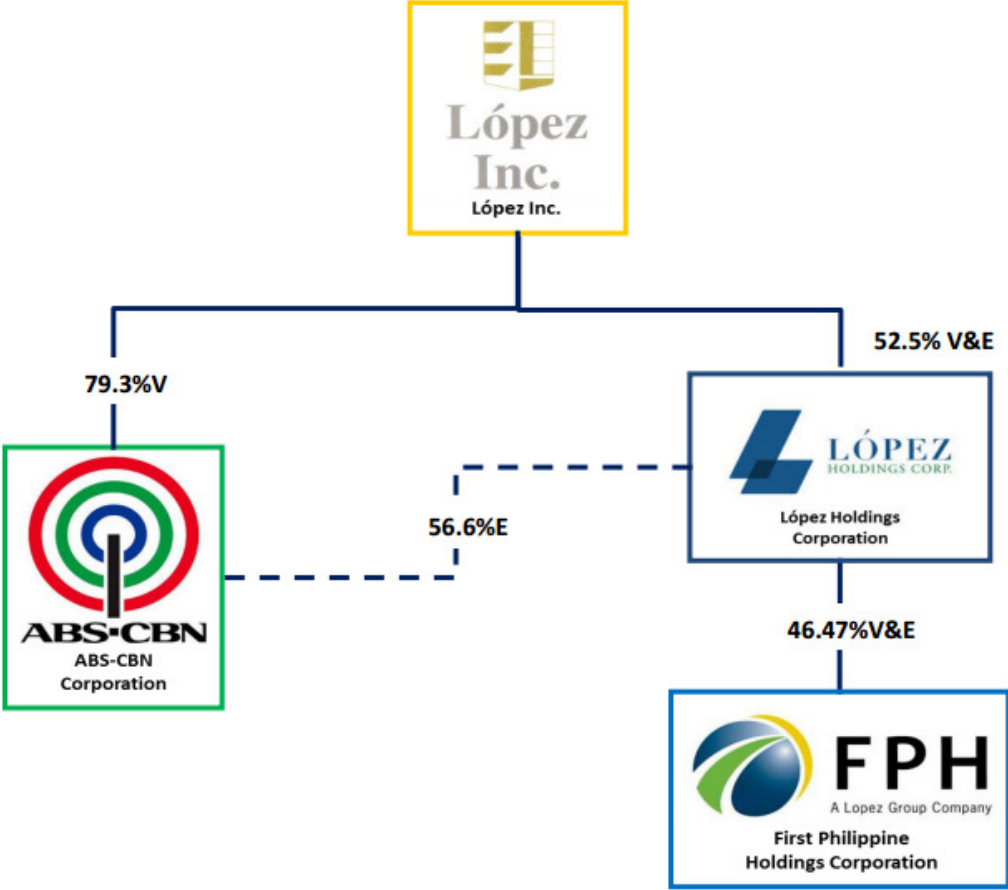 López
Inc.
López Inc.
52.5% V&E
79.3%V
LÓPEZ
HOLDINGS CORP.
López Holdings
Corporation
56.6%E
ABS-CBN
ABS-CBN
Corporation
46.47%V&E
FPH
A Lopez Group Company
First Philippine
Holdings Corporation